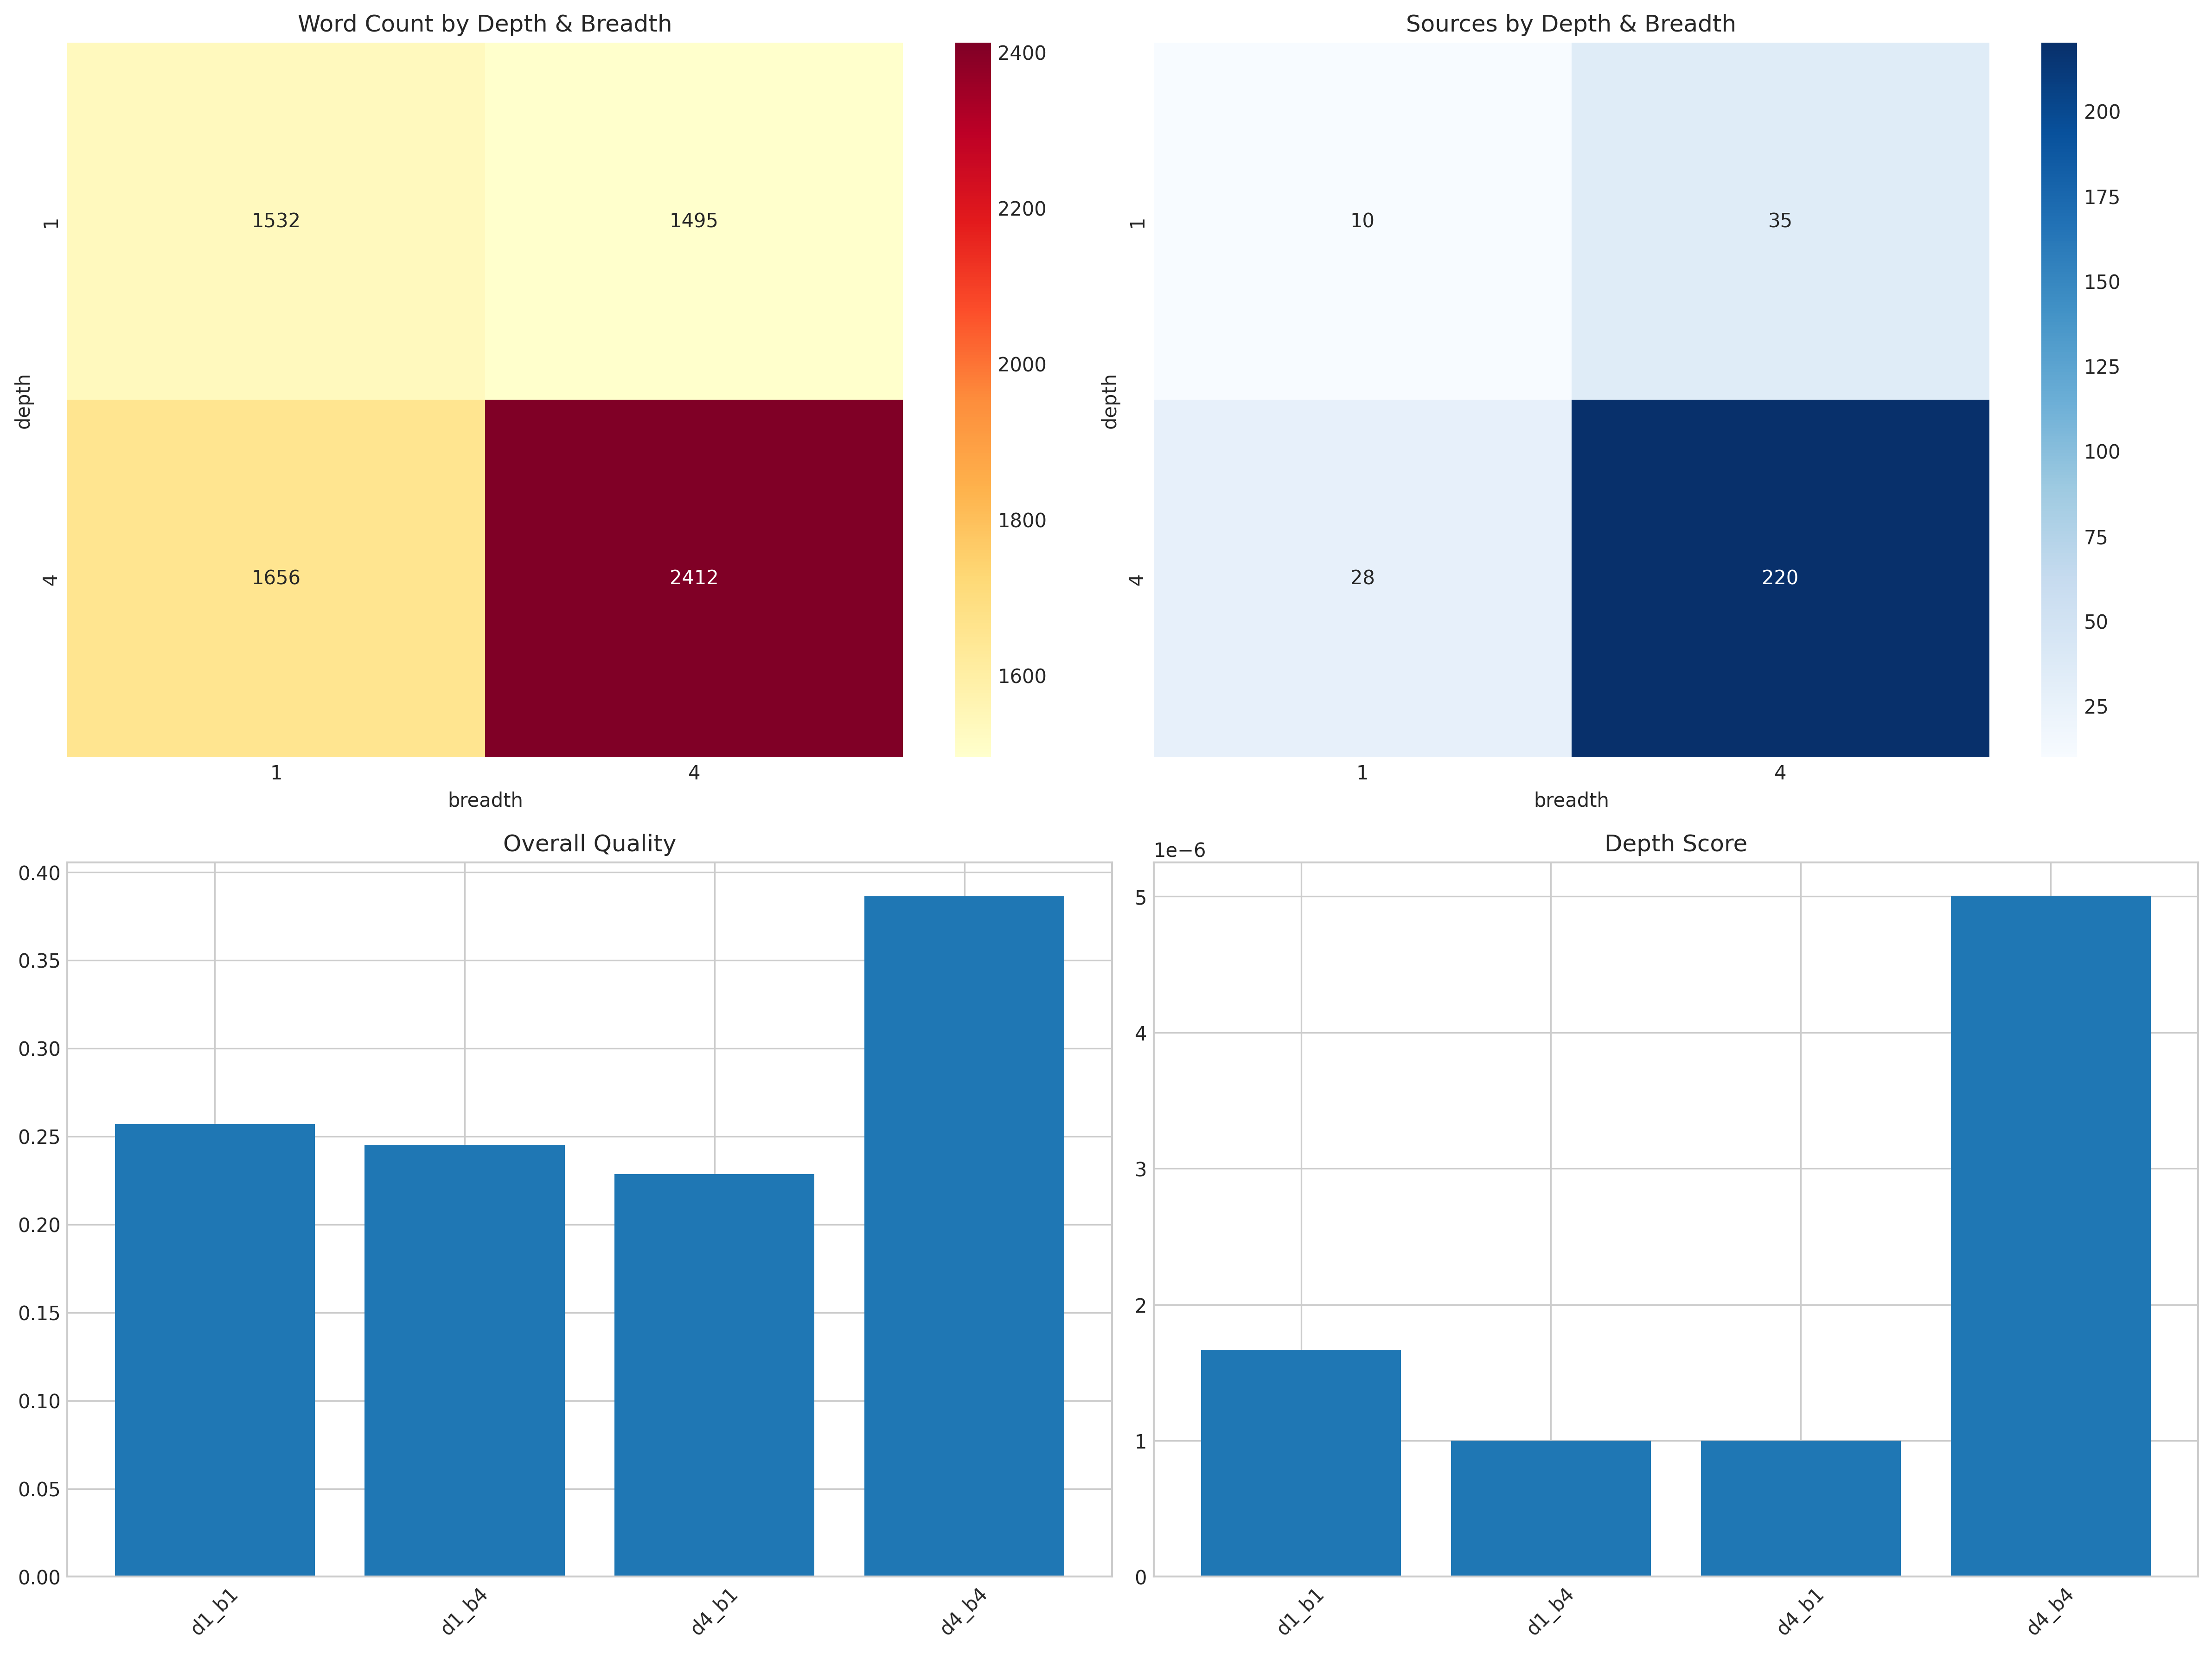 Word Count by Depth & Breadth
2400
2200
2000
1800
1600
1532
1495
1656
2412
1
4
depth
1
4
breadth
Sources by Depth & Breadth
200
175
150
125
100
75
50
25
10
35
28
220
1
4
depth
1
4
breadth
Overall Quality
0.40
0.35
0.30
0.25
0.20
0.15
0.10
0.05
0.00
d1_b1
d1_b4
d4_b1
d4_b4
Depth Score
1e−6
5
4
3
2
1
0
d1_b1
d1_b4
d4_b1
d4_b4